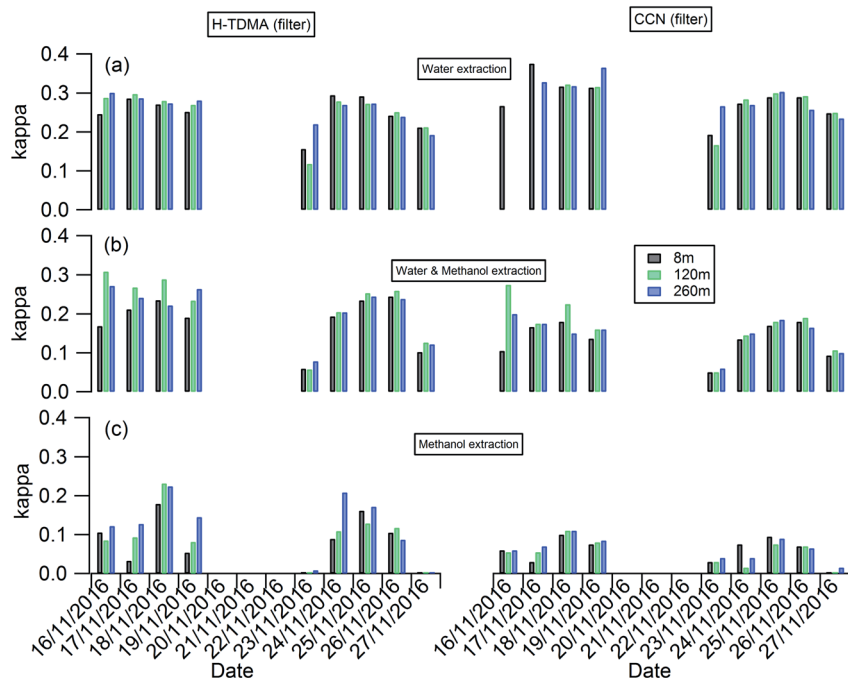 H-TDMA (filter)
CCN (filter)
(a)
Water extraction
0.4
0.3
0.2
0.1
0.0
kappa
(b)
Water & Methanol extraction
8m
120m
260m
0.4
0.3
0.2
0.1
0.0
kappa
(c)
Methanol extraction
0.4
0.3
0.2
0.1
0.0
kappa
16/11/2016
17/11/2016
18/11/2016
19/11/2016
20/11/2016
21/11/2016
22/11/2016
23/11/2016
24/11/2016
25/11/2016
26/11/2016
27/11/2016
16/11/2016
17/11/2016
18/11/2016
19/11/2016
20/11/2016
21/11/2016
22/11/2016
23/11/2016
24/11/2016
25/11/2016
26/11/2016
27/11/2016
Date
Date